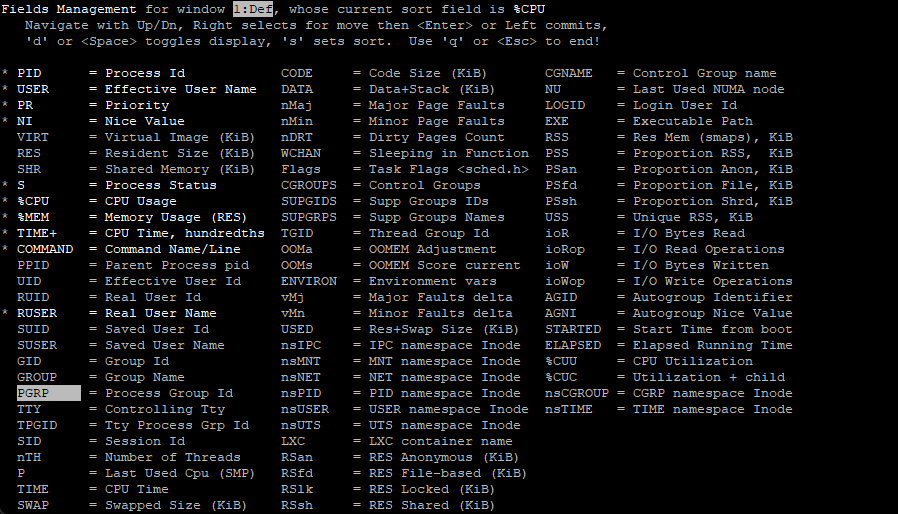 Fields Management for window 1:Def, whose current sort field is %CPU
   Navigate with Up/Dn, Right selects for move then <Enter> or Left commits,
   'd' or <Space> toggles display, 's' sets sort.  Use 'q' or <Esc> to end!

* PID     = Process Id             CODE    = Code Size (KiB)        CGNAME  = Control Group name
* USER    = Effective User Name    DATA    = Data+Stack (KiB)       NU      = Last Used NUMA node
* PR      = Priority               nMaj    = Major Page Faults      LOGID   = Login User Id
* NI      = Nice Value             nMin    = Minor Page Faults      EXE     = Executable Path
  VIRT    = Virtual Image (KiB)    nDRT    = Dirty Pages Count      RSS     = Res Mem (smaps), KiB
  RES     = Resident Size (KiB)    WCHAN   = Sleeping in Function   PSS     = Proportion RSS,  KiB
  SHR     = Shared Memory (KiB)    Flags   = Task Flags <sched.h>   PSan    = Proportion Anon, KiB
* S       = Process Status         CGROUPS = Control Groups         PSfd    = Proportion File, KiB
* %CPU    = CPU Usage              SUPGIDS = Supp Groups IDs        PSsh    = Proportion Shrd, KiB
* %MEM    = Memory Usage (RES)     SUPGRPS = Supp Groups Names      USS     = Unique RSS, KiB
* TIME+   = CPU Time, hundredths   TGID    = Thread Group Id        ioR     = I/O Bytes Read
* COMMAND = Command Name/Line      OOMa    = OOMEM Adjustment       ioRop   = I/O Read Operations
  PPID    = Parent Process pid     OOMs    = OOMEM Score current    ioW     = I/O Bytes Written
  UID     = Effective User Id      ENVIRON = Environment vars       ioWop   = I/O Write Operations
  RUID    = Real User Id           vMj     = Major Faults delta     AGID    = Autogroup Identifier
* RUSER   = Real User Name         vMn     = Minor Faults delta     AGNI    = Autogroup Nice Value
  SUID    = Saved User Id          USED    = Res+Swap Size (KiB)    STARTED = Start Time from boot
  SUSER   = Saved User Name        nsIPC   = IPC namespace Inode    ELAPSED = Elapsed Running Time
  GID     = Group Id               nsMNT   = MNT namespace Inode    %CUU    = CPU Utilization
  GROUP   = Group Name             nsNET   = NET namespace Inode    %CUC    = Utilization + child
  PGRP    = Process Group Id       nsPID   = PID namespace Inode    nsCGROUP = CGRP namespace Inode
  TTY     = Controlling Tty        nsUSER  = USER namespace Inode   nsTIME  = TIME namespace Inode
  TPGID   = Tty Process Grp Id     nsUTS   = UTS namespace Inode
  SID     = Session Id             LXC     = LXC container name
  nTH     = Number of Threads      RSan    = RES Anonymous (KiB)
  P       = Last Used Cpu (SMP)    RSfd    = RES File-based (KiB)
  TIME    = CPU Time               RSlk    = RES Locked (KiB)
  SWAP    = Swapped Size (KiB)     RSsh    = RES Shared (KiB)